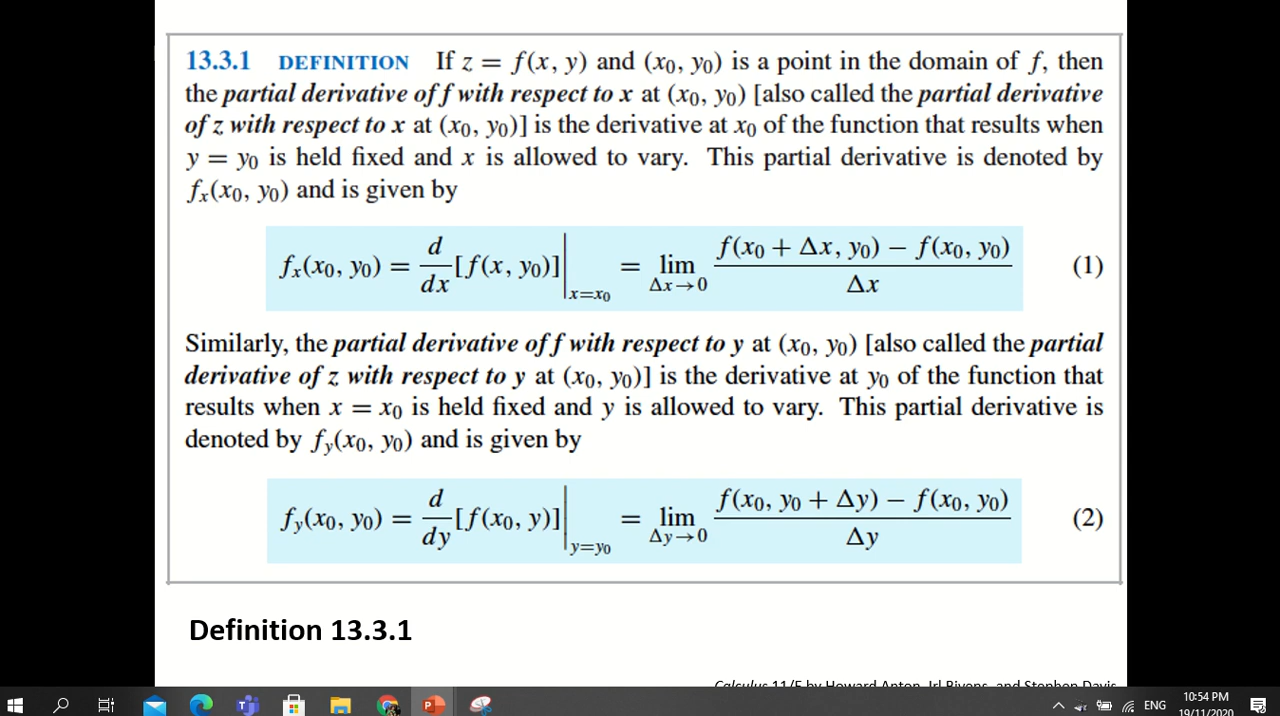 13.3.1 DEFINITION If z = f(x, y) and (x₀, y₀) is a point in the domain of f, then
the partial derivative of f with respect to x at (x₀, y₀) [also called the partial derivative
of z with respect to x at (x₀, y₀)] is the derivative at x₀ of the function that results when
y = y₀ is held fixed and x is allowed to vary. This partial derivative is denoted by
fₓ(x₀, y₀) and is given by
fₓ(x₀, y₀) = d/dx [f(x, y₀)]|ₓ₌ₓ₀ = lim Δx→0 f(x₀ + Δx, y₀) − f(x₀, y₀) / Δx (1)
Similarly, the partial derivative of f with respect to y at (x₀, y₀) [also called the partial
derivative of z with respect to y at (x₀, y₀)] is the derivative at y₀ of the function that
results when x = x₀ is held fixed and y is allowed to vary. This partial derivative is
denoted by f_y(x₀, y₀) and is given by
f_y(x₀, y₀) = d/dy [f(x₀, y)]|y=y₀ = lim Δy→0 f(x₀, y₀ + Δy) − f(x₀, y₀) / Δy (2)
Definition 13.3.1
Calculus 11/E by Howard Anton, Irl Bivens, and Stephen Davis
ENG
10:54 PM
19/11/2020